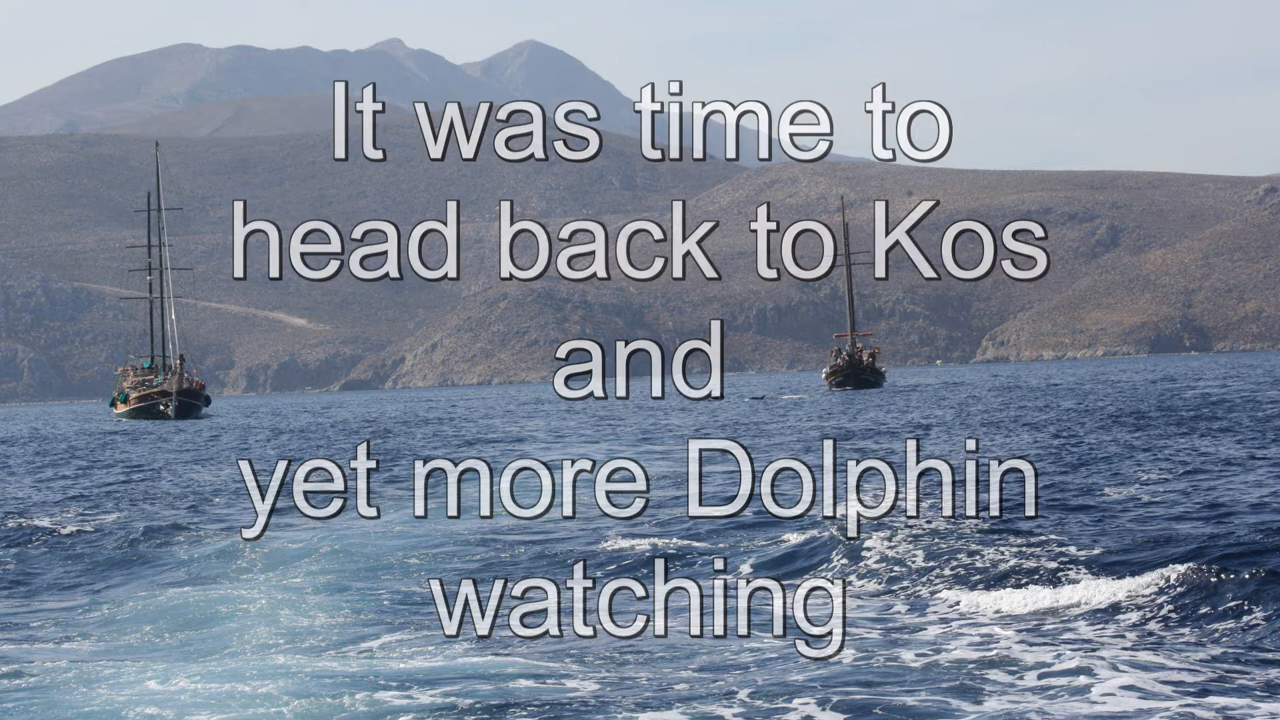 It was time to
head back to Kos
and
yet more Dolphin
watching